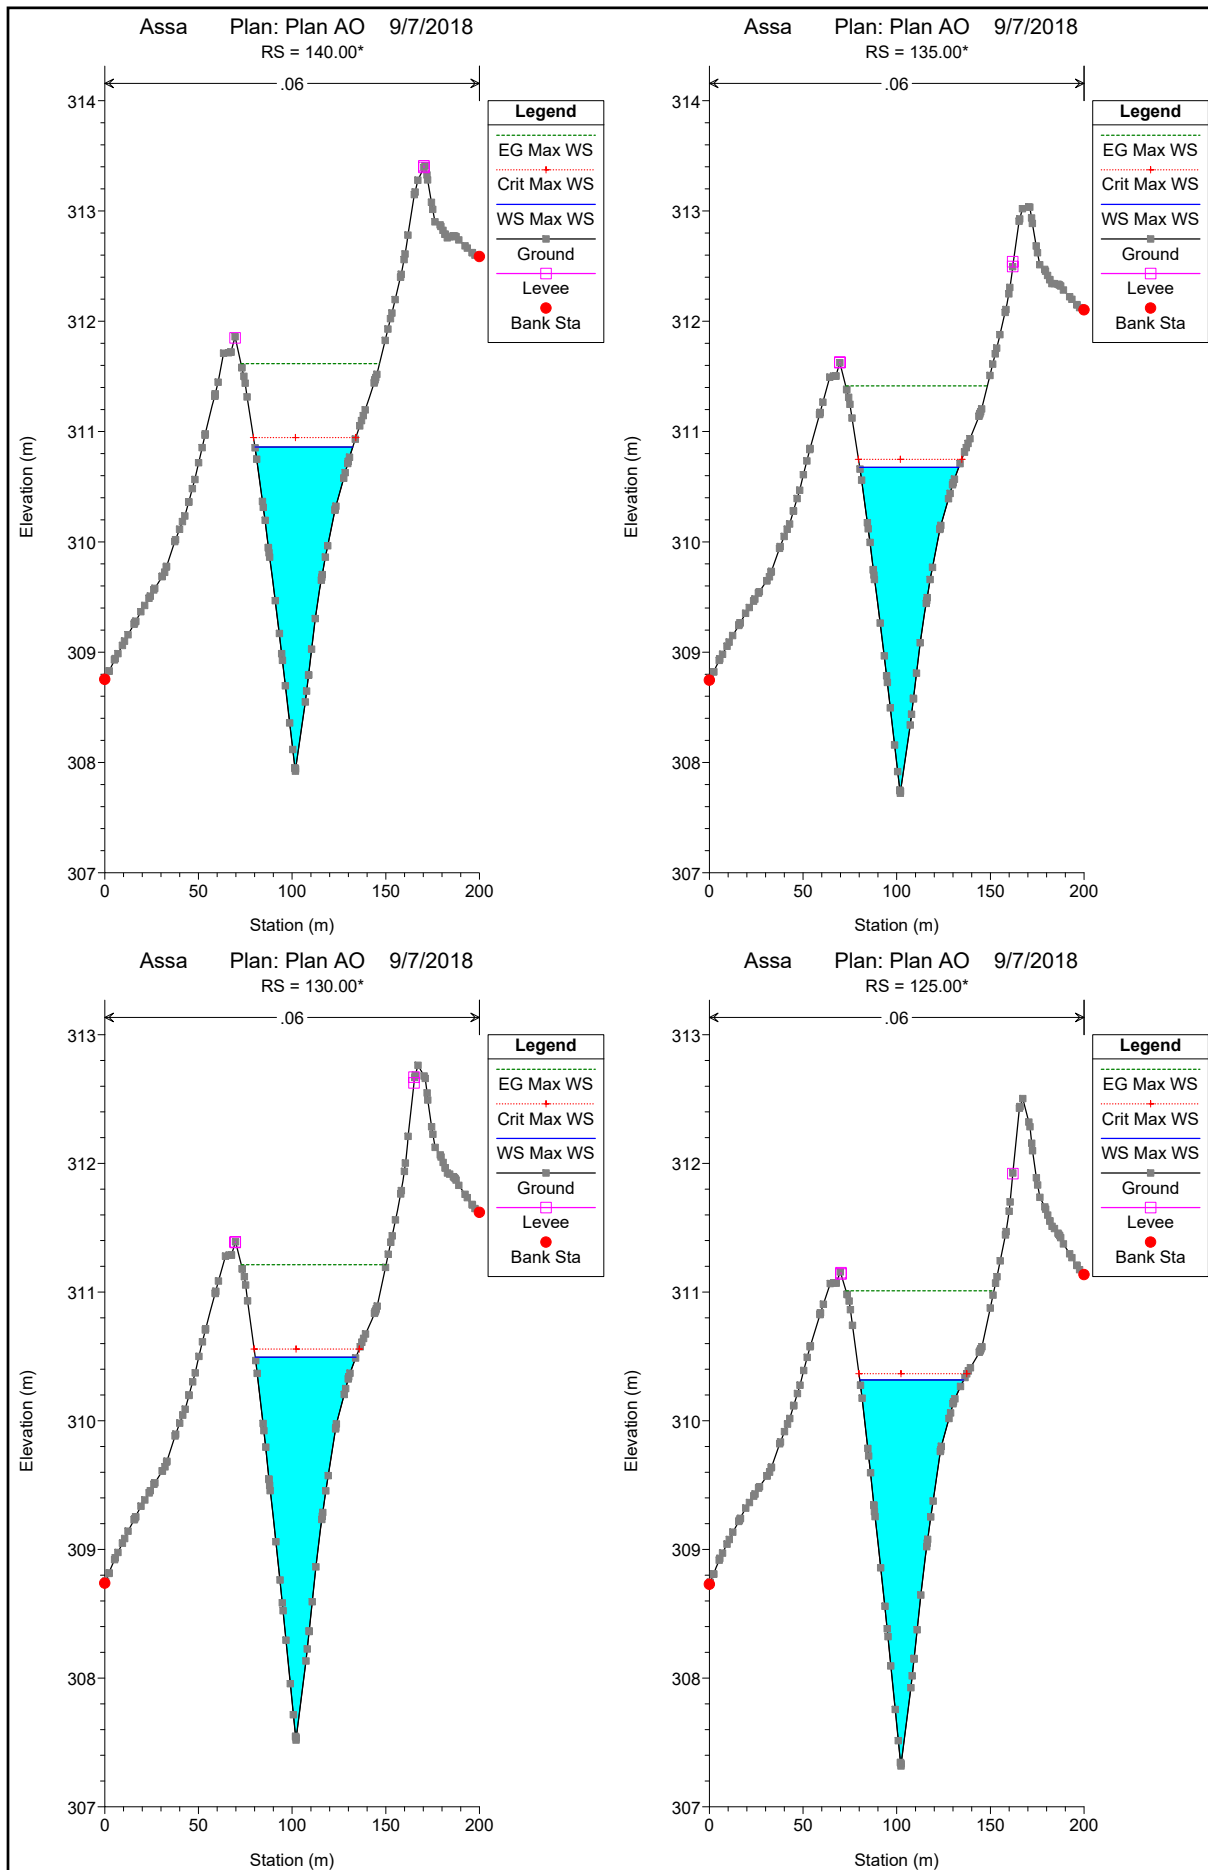 Assa Plan: Plan AO 9/7/2018
RS = 140.00*
.06
314
313
312
311
310
309
308
307
Elevation (m)
0 50 100 150 200
Station (m)
Legend
EG Max WS
Crit Max WS
WS Max WS
Ground
Levee
Bank Sta
Assa Plan: Plan AO 9/7/2018
RS = 135.00*
.06
314
313
312
311
310
309
308
307
Elevation (m)
0 50 100 150 200
Station (m)
Legend
EG Max WS
Crit Max WS
WS Max WS
Ground
Levee
Bank Sta
Assa Plan: Plan AO 9/7/2018
RS = 130.00*
.06
313
312
311
310
309
308
307
Elevation (m)
0 50 100 150 200
Station (m)
Legend
EG Max WS
Crit Max WS
WS Max WS
Ground
Levee
Bank Sta
Assa Plan: Plan AO 9/7/2018
RS = 125.00*
.06
313
312
311
310
309
308
307
Elevation (m)
0 50 100 150 200
Station (m)
Legend
EG Max WS
Crit Max WS
WS Max WS
Ground
Levee
Bank Sta